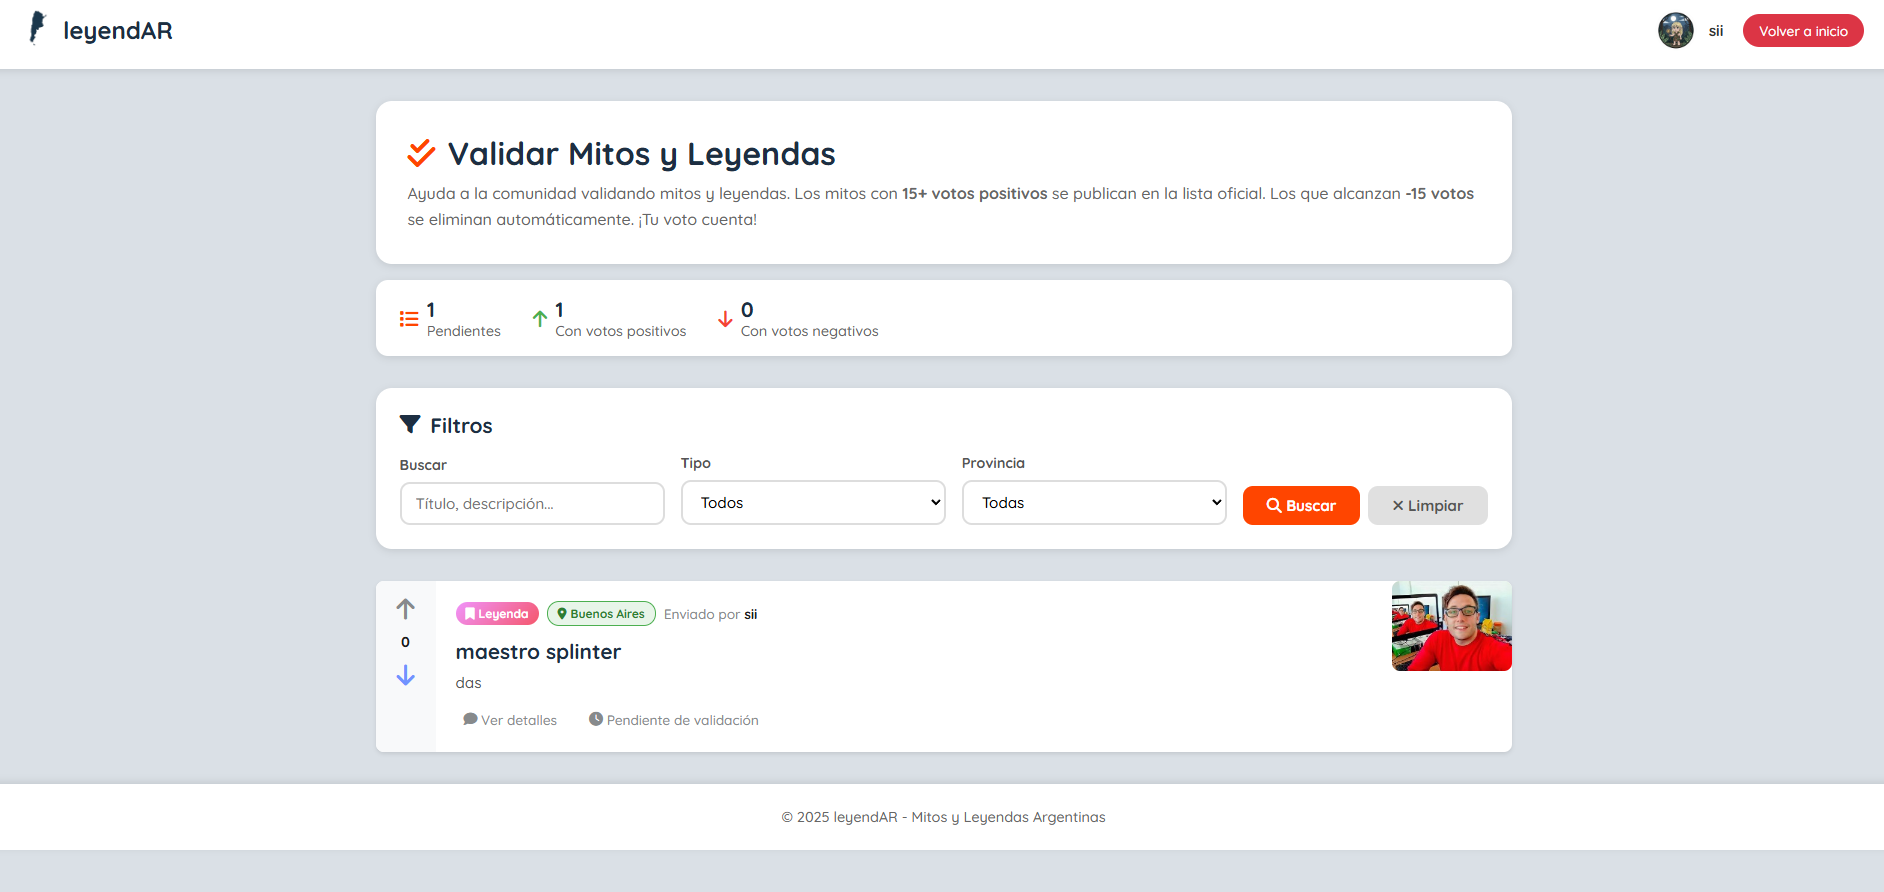 leyendAR
sii
Volver a inicio
Validar Mitos y Leyendas
Ayuda a la comunidad validando mitos y leyendas. Los mitos con 15+ votos positivos se publican en la lista oficial. Los que alcanzan -15 votos
se eliminan automáticamente. ¡Tu voto cuenta!
1
Pendientes
1
Con votos positivos
0
Con votos negativos
Filtros
Buscar
Título, descripción...
Tipo
Todos
Provincia
Todas
Buscar
Limpiar
0
Leyenda
Buenos Aires
Enviado por sii
maestro splinter
das
Ver detalles
Pendiente de validación
© 2025 leyendAR - Mitos y Leyendas Argentinas